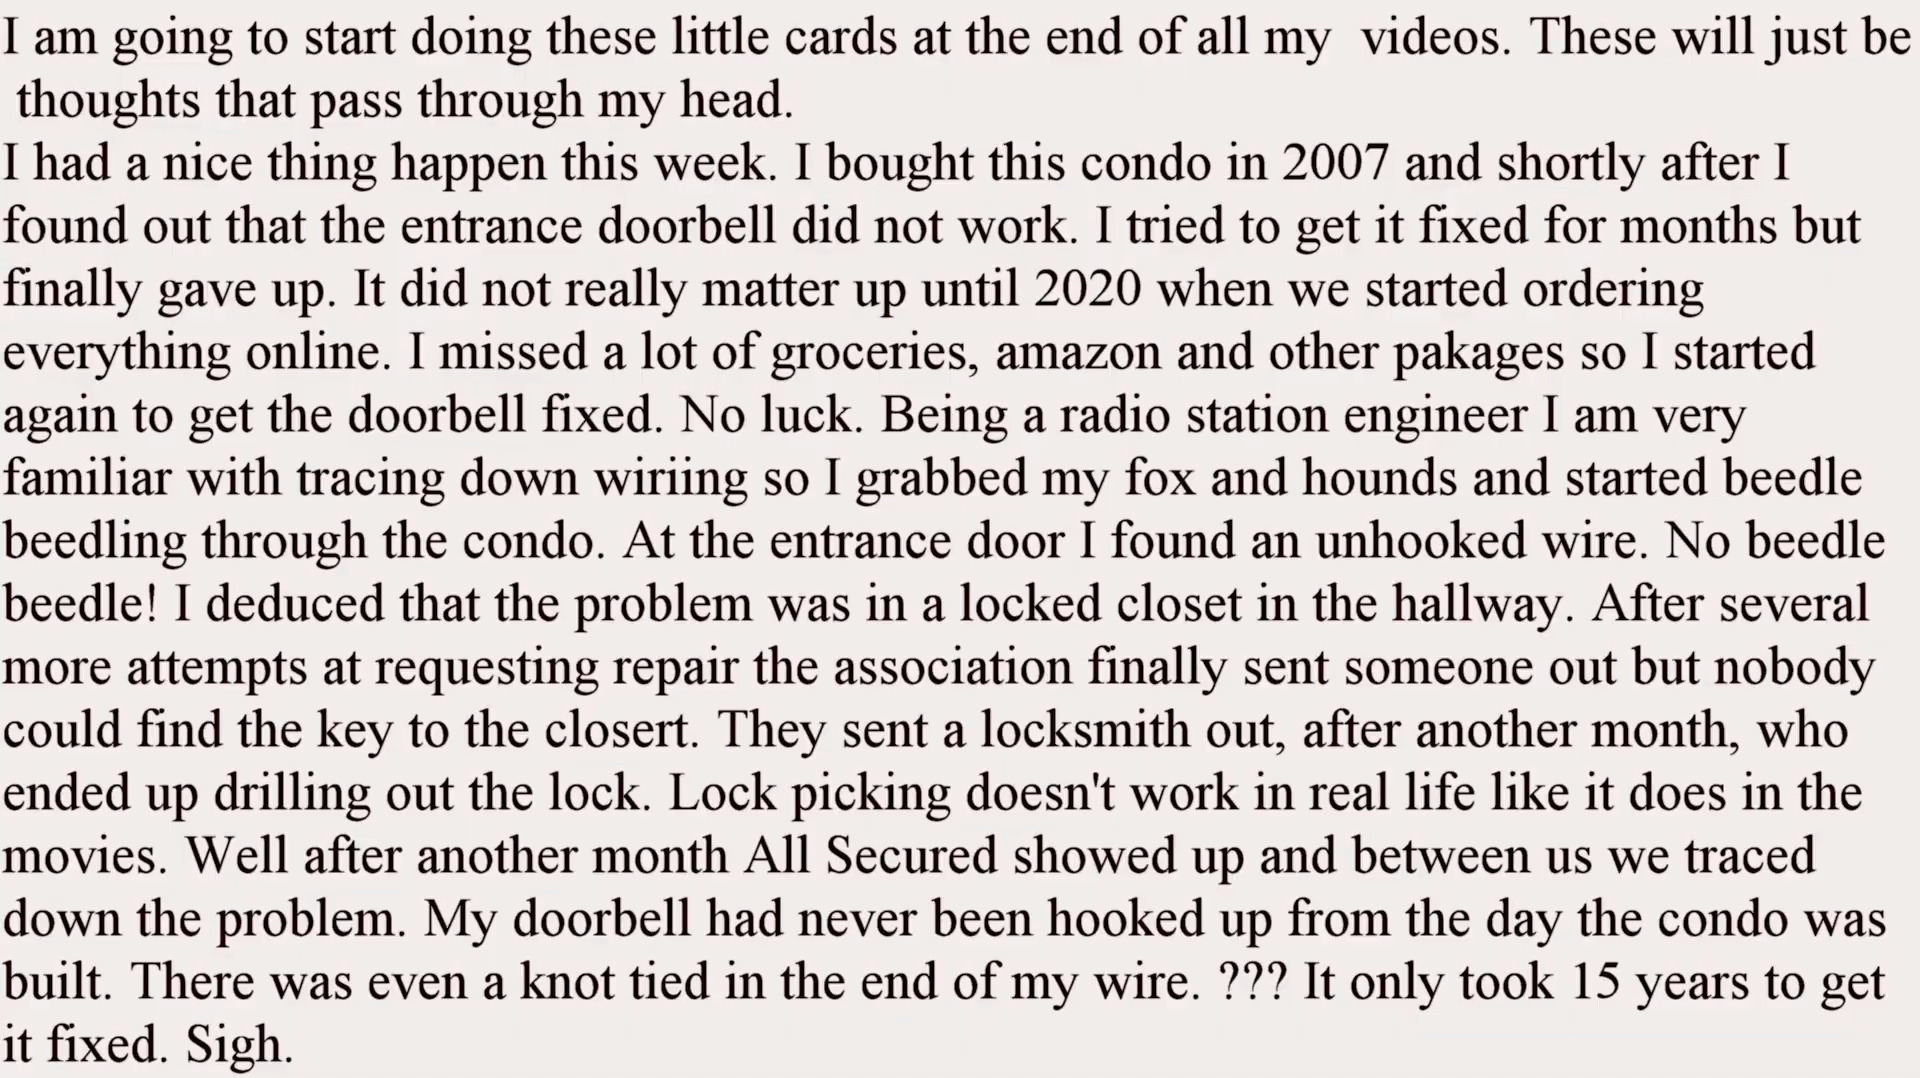 I am going to start doing these little cards at the end of all my  videos. These will just be
thoughts that pass through my head.
I had a nice thing happen this week. I bought this condo in 2007 and shortly after I
found out that the entrance doorbell did not work. I tried to get it fixed for months but
finally gave up. It did not really matter up until 2020 when we started ordering
everything online. I missed a lot of groceries, amazon and other pakages so I started
again to get the doorbell fixed. No luck. Being a radio station engineer I am very
familiar with tracing down wiriing so I grabbed my fox and hounds and started beedle
beedling through the condo. At the entrance door I found an unhooked wire. No beedle
beedle! I deduced that the problem was in a locked closet in the hallway. After several
more attempts at requesting repair the association finally sent someone out but nobody
could find the key to the closert. They sent a locksmith out, after another month, who
ended up drilling out the lock. Lock picking doesn't work in real life like it does in the
movies. Well after another month All Secured showed up and between us we traced
down the problem. My doorbell had never been hooked up from the day the condo was
built. There was even a knot tied in the end of my wire. ??? It only took 15 years to get
it fixed. Sigh.